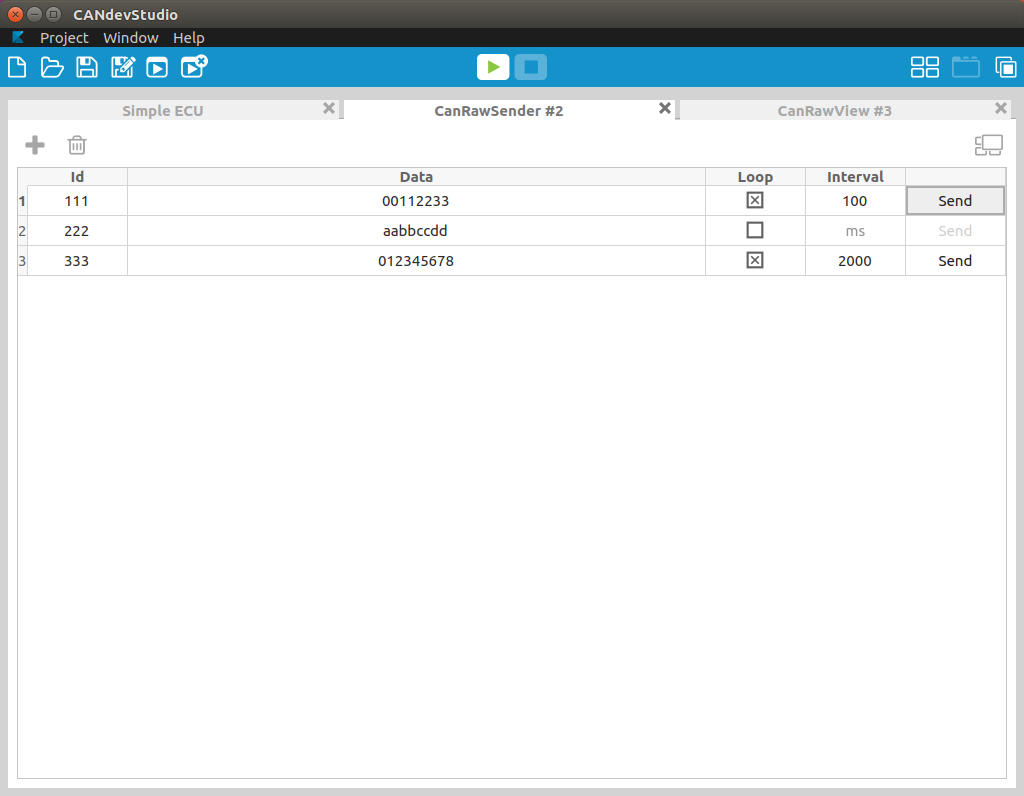 CANdevStudio
Project Window Help
Simple ECU CanRawSender #2 CanRawView #3
Id Data Loop Interval
1 111 00112233 100 Send
2 222 aabbccdd ms Send
3 333 012345678 2000 Send